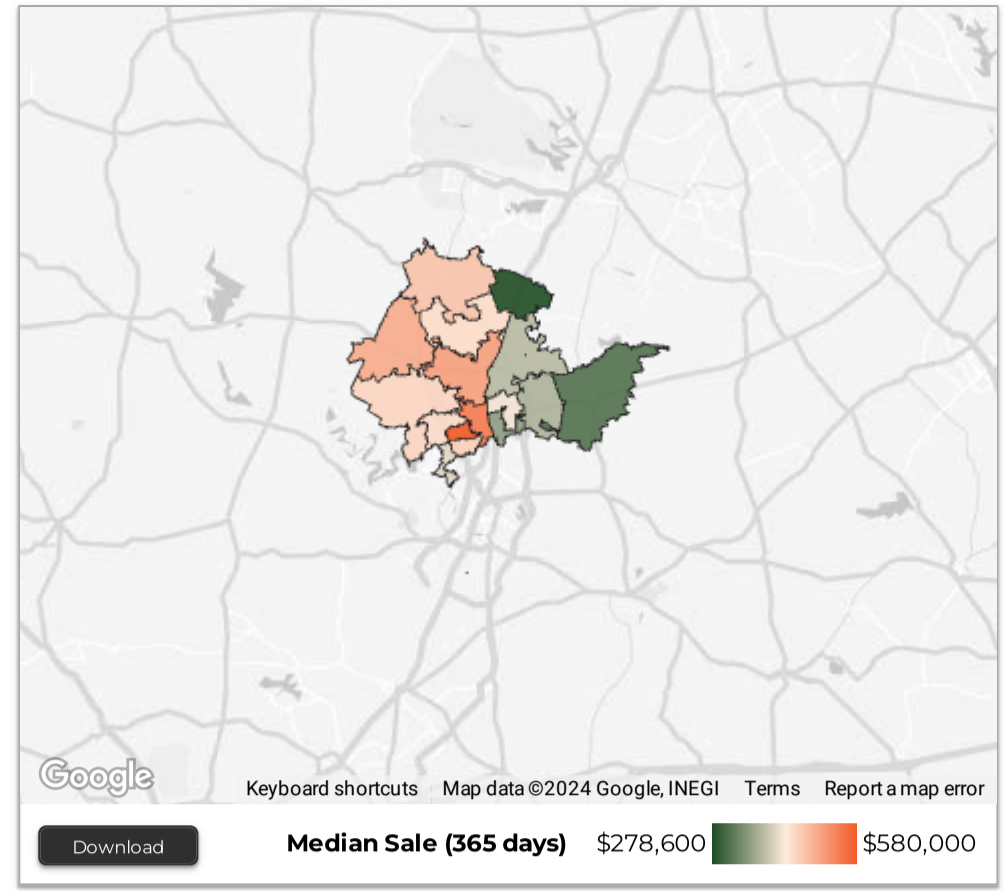 Google
Keyboard shortcuts Map data ©2024 Google, INEGI Terms Report a map error
Download Median Sale (365 days) $278,600 $580,000